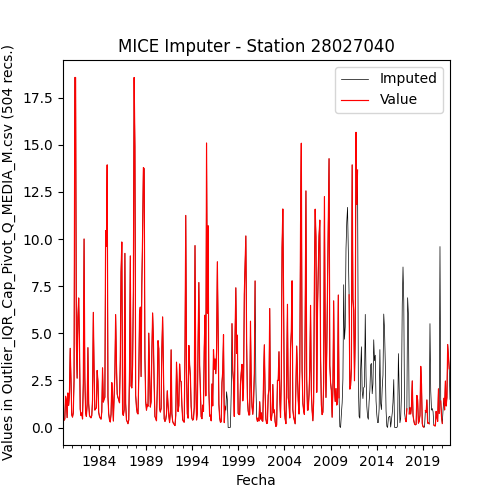 MICE Imputer - Station 28027040
Imputed
Value
Values in Outlier_IQR_Cap_Pivot_Q_MEDIA_M.csv (504 recs.)
17.5
15.0
12.5
10.0
7.5
5.0
2.5
0.0
1984 1989 1994 1999 2004 2009 2014 2019
Fecha